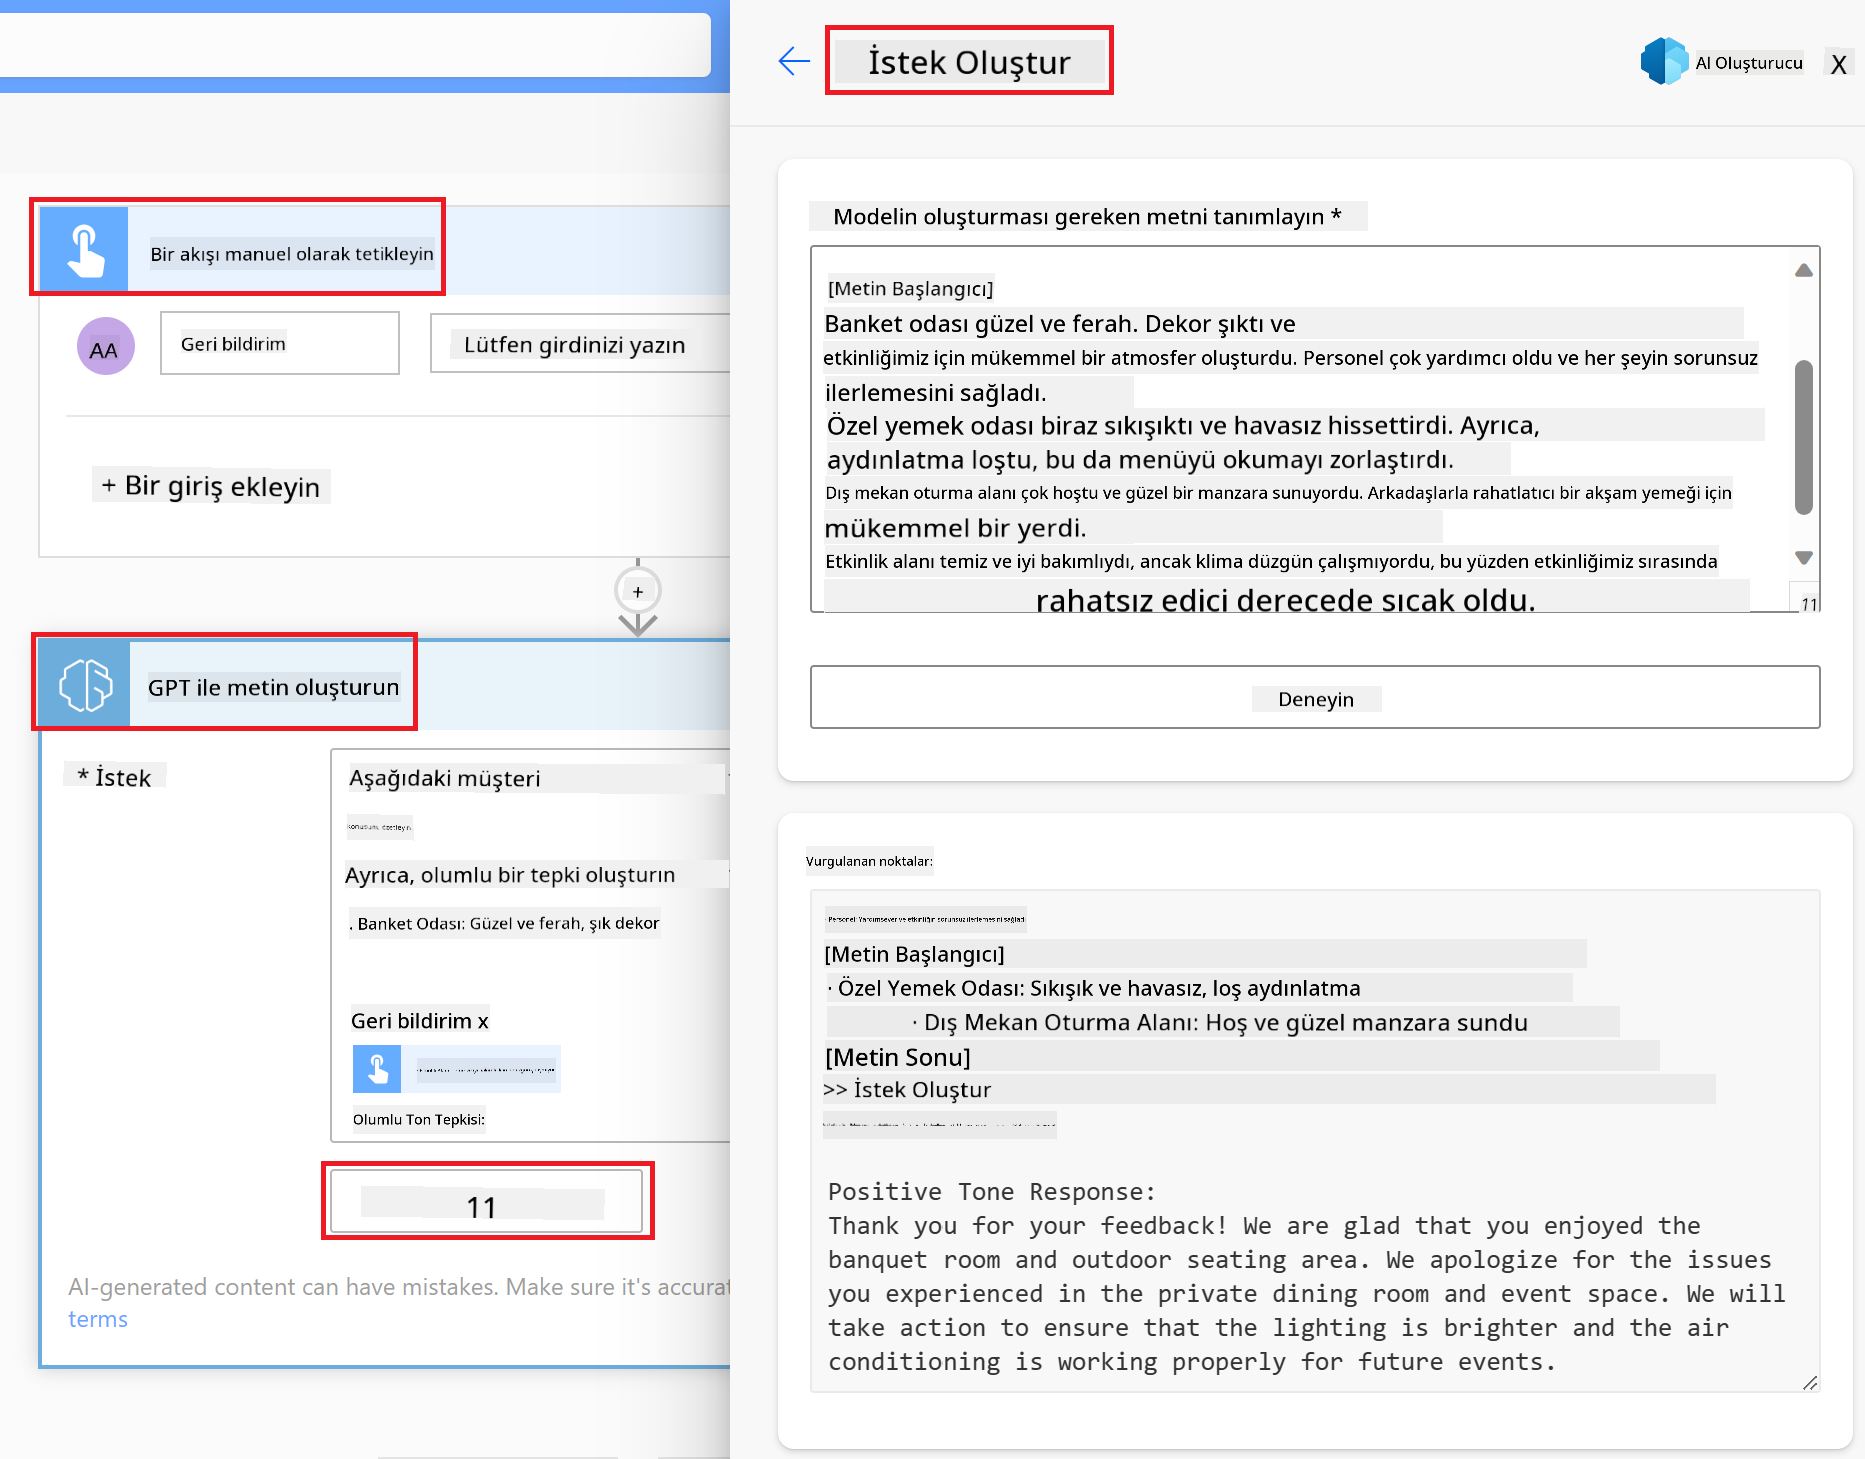 Bir akışı manuel olarak tetikleyin
AA
Geri bildirim
Lütfen girdinizi yazın
+ Bir giriş ekleyin
+
GPT ile metin oluşturun
* İstek
Aşağıdaki müşteri
konusunu özetleyin.
Ayrıca, olumlu bir tepki oluşturın
. Banket Odası: Güzel ve ferah, şık dekor
Geri bildirim x
Olumlu Ton Tepkisi:
11
AI-generated content can have mistakes. Make sure it's accurat
terms
İstek Oluştur
AI Oluşturucu
X
Modelin oluşturması gereken metni tanımlayın *
[Metin Başlangıcı]
Banket odası güzel ve ferah. Dekor şıktı ve
etkinliğimiz için mükemmel bir atmosfer oluşturdu. Personel çok yardımcı oldu ve her şeyin sorunsuz
ilerlemesini sağladı.
Özel yemek odası biraz sıkışıktı ve havasız hissettirdi. Ayrıca,
aydınlatma loştu, bu da menüyü okumayı zorlaştırdı.
Dış mekan oturma alanı çok hoştu ve güzel bir manzara sunuyordu. Arkadaşlarla rahatlatıcı bir akşam yemeği için
mükemmel bir yerdi.
Etkinlik alanı temiz ve iyi bakımlıydı, ancak klima düzgün çalışmıyordu, bu yüzden etkinliğimiz sırasında
rahatsız edici derecede sıcak oldu.
11
Deneyin
Vurgulanan noktalar:
Personel: Yardımsever ve etkinliğin sorunsuz ilerlemesini sağladı
[Metin Başlangıcı]
· Özel Yemek Odası: Sıkışık ve havasız, loş aydınlatma
· Dış Mekan Oturma Alanı: Hoş ve güzel manzara sundu
[Metin Sonu]
>> İstek Oluştur
Positive Tone Response:
Thank you for your feedback! We are glad that you enjoyed the
banquet room and outdoor seating area. We apologize for the issues
you experienced in the private dining room and event space. We will
take action to ensure that the lighting is brighter and the air
conditioning is working properly for future events.